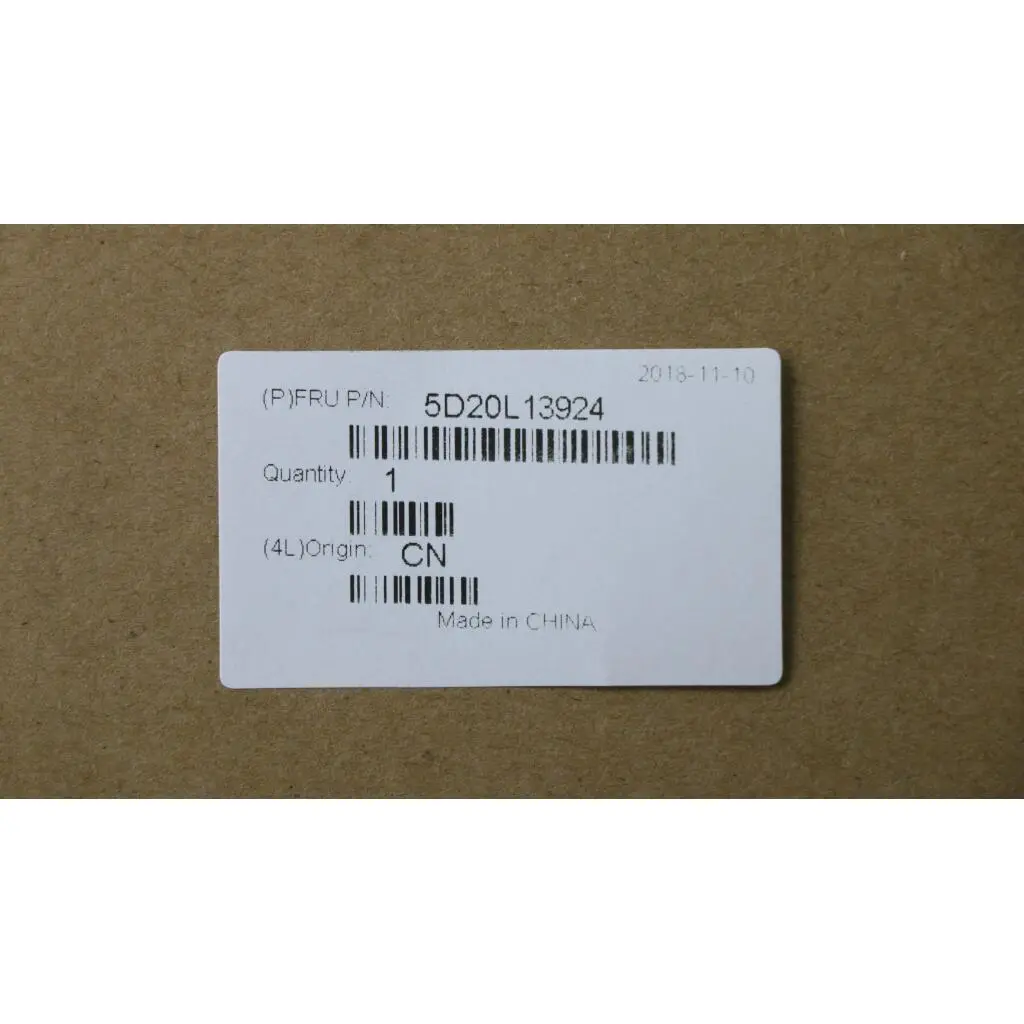 2018-11-10
(P)FRU P/N: 5D20L13924
Quantity: 1
(4L)Origin: CN
Made in CHINA